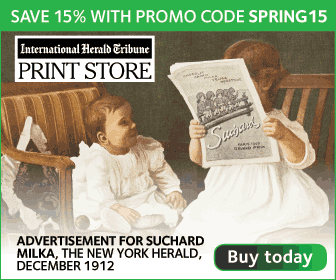 SAVE 15% WITH PROMO CODE SPRING15
International Herald Tribune
PRINT STORE
Suchard
ADVERTISEMENT FOR SUCHARD
MILKA, THE NEW YORK HERALD,
DECEMBER 1912
Buy today